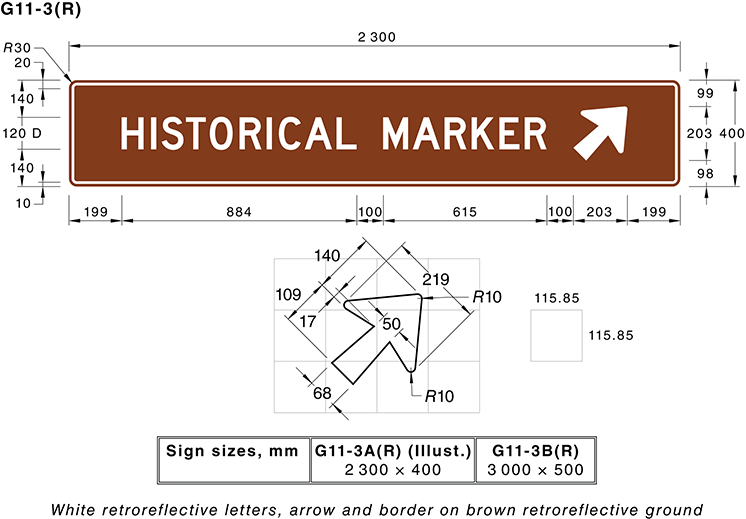 G11-3(R)
2 300
R30
20
140
120 D
140
10
HISTORICAL MARKER
99
203
400
98
199
884
100
615
100
203
199
140
109
219
17
R10
50
68
R10
115.85
115.85
Sign sizes, mm
G11-3A(R) (Illust.)
2 300 × 400
G11-3B(R)
3 000 × 500
White retroreflective letters, arrow and border on brown retroreflective ground